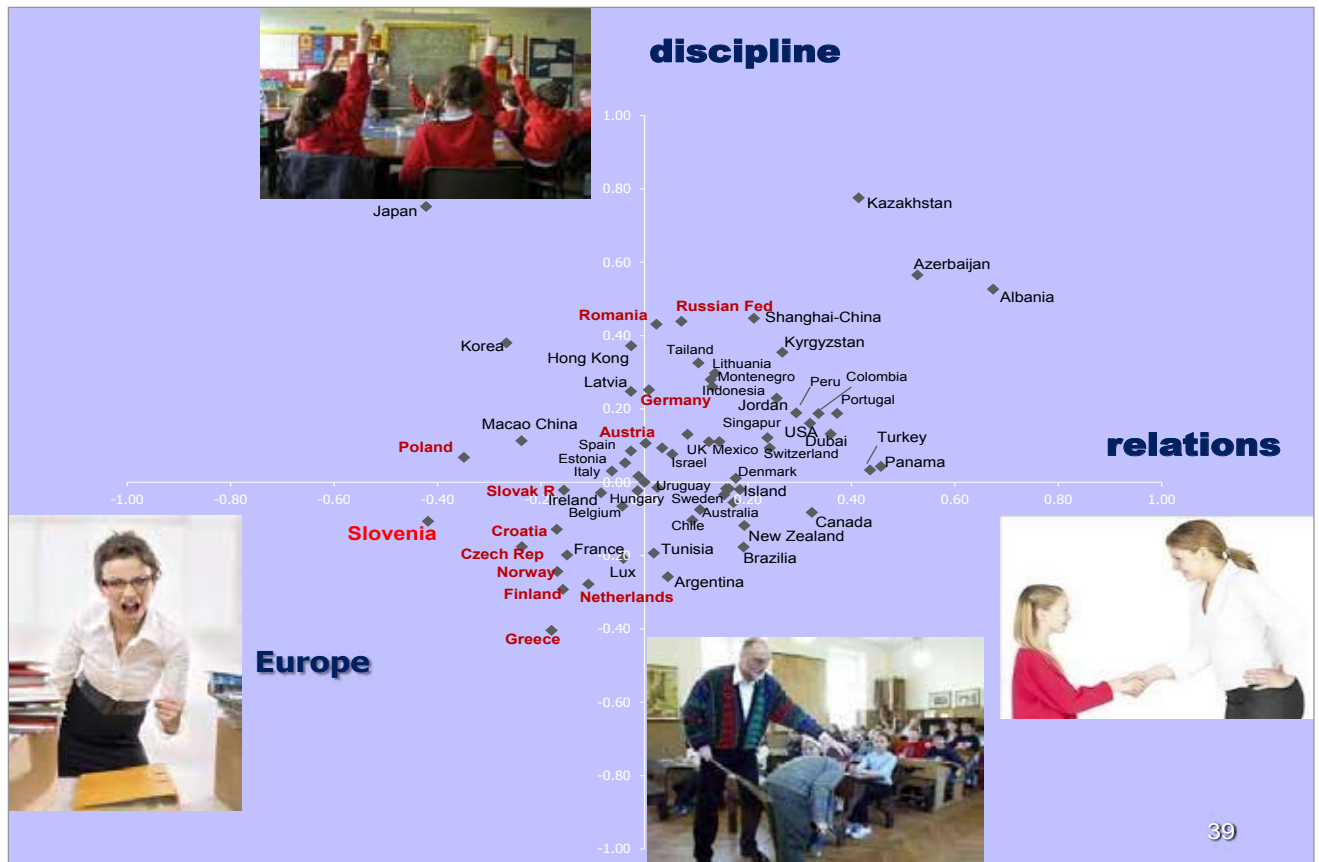 discipline
1.00
0.80
Kazakhstan
Japan
0.60
Azerbaijan
Albania
Romania
Russian Fed
Shanghai-China
0.40
Korea
Hong Kong
Kyrgyzstan
Tailand
Lithuania
Montenegro
Indonesia
Latvia
Germany
Peru
Colombia
Portugal
Jordan
0.20
Macao China
Singapur
USA
Dubai
Poland
Austria
Spain
UK
Mexico
Switzerland
Turkey
Panama
relations
Estonia
Israel
Italy
Denmark
0.00
Uruguay
Slovak R
Ireland
Hungary
Sweden
Island
-1.00
-0.80
-0.60
-0.40
-0.20
0.00
0.20
0.40
0.60
0.80
1.00
Belgium
Australia
Chile
Canada
Slovenia
Croatia
New Zealand
Czech Rep
France
-0.20
Tunisia
Brazilia
Norway
Lux
Argentina
Finland
Netherlands
-0.40
Greece
Europe
-0.60
-0.80
39
-1.00